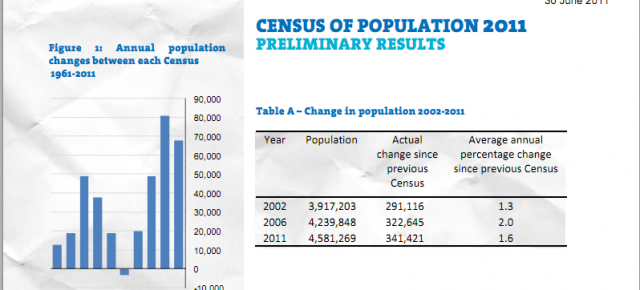 30 June 2011
CENSUS OF POPULATION 2011
PRELIMINARY RESULTS
Figure 1: Annual population
changes between each Census
1961-2011
90,000
80,000
70,000
60,000
50,000
40,000
30,000
20,000
10,000
0
-10,000
Table A – Change in population 2002-2011
Year Population Actual change since previous Census Average annual percentage change since previous Census
2002 3,917,203 291,116 1.3
2006 4,239,848 322,645 2.0
2011 4,581,269 341,421 1.6